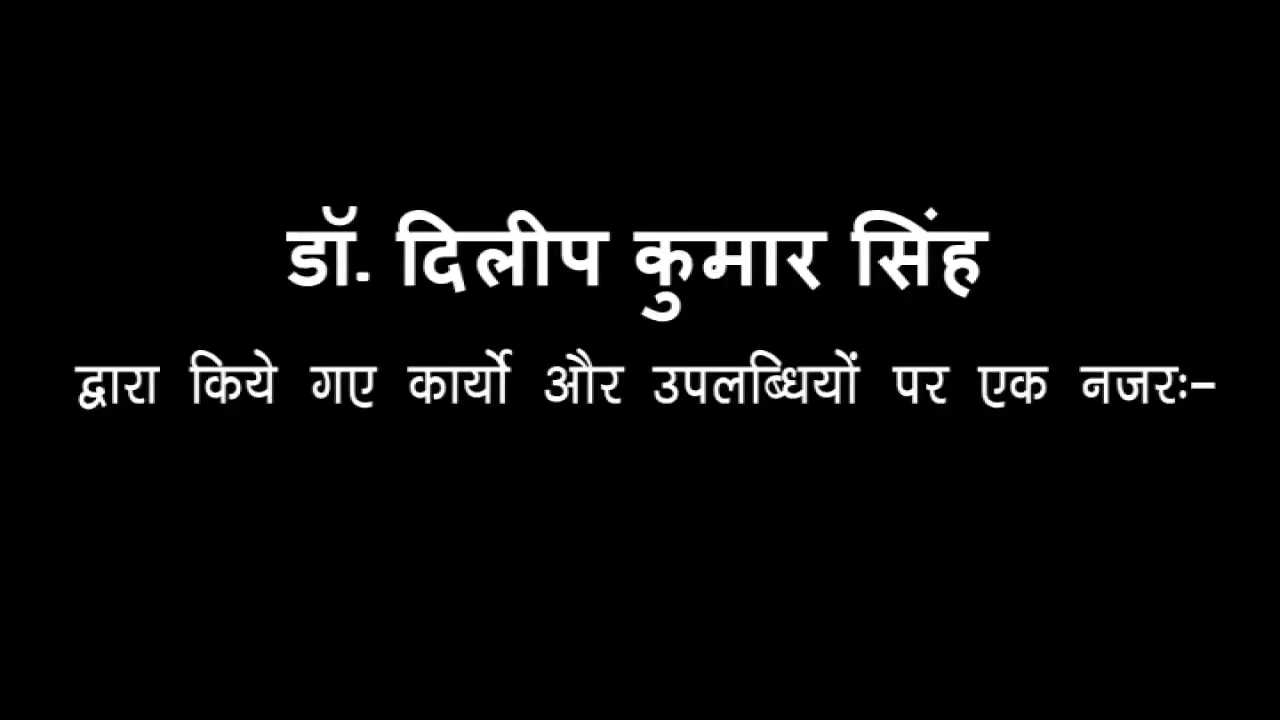 डॉ. दिलीप कुमार सिंह
द्वारा किये गए कार्यो और उपलब्धियों पर एक नजरः-